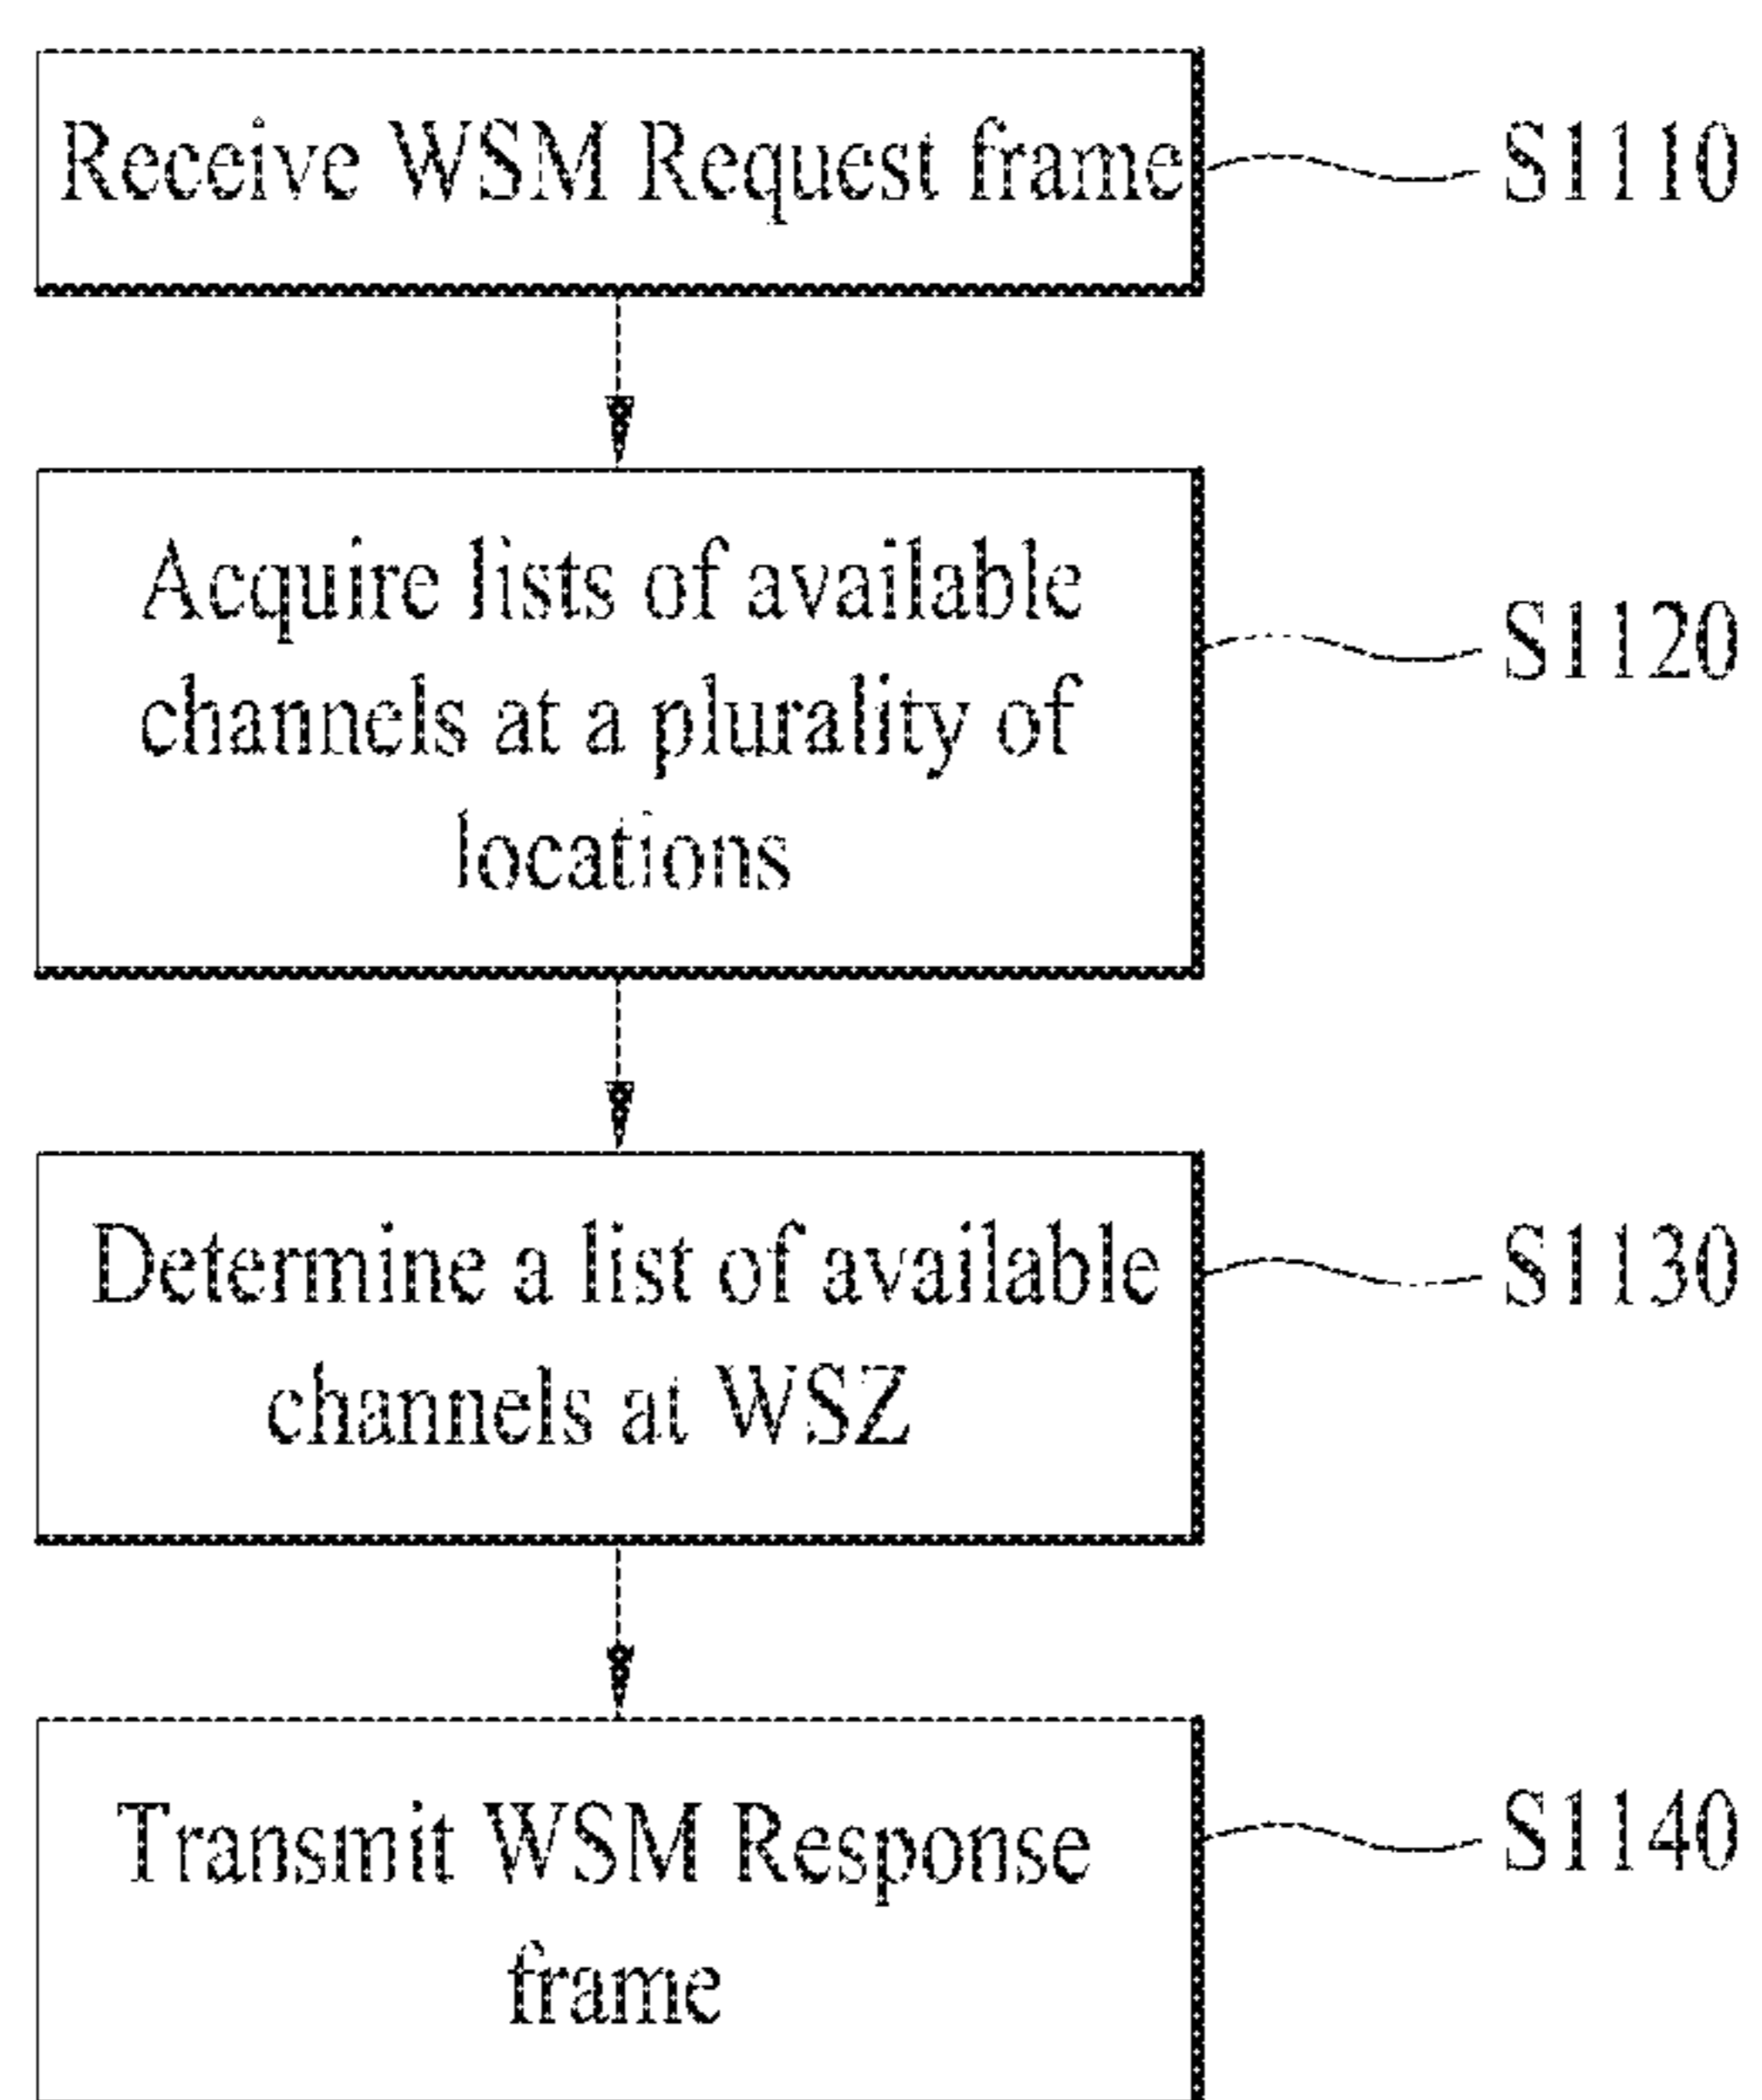 Receive WSM Request frame
S1110
Acquire lists of available
channels at a plurality of
locations
S1120
Determine a list of available
channels at WSZ
S1130
Transmit WSM Response
frame
S1140